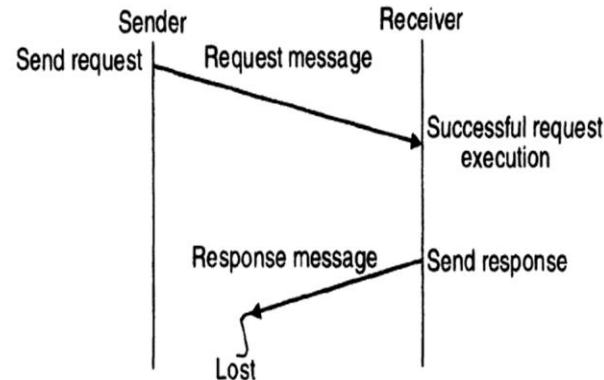 Sender
Receiver
Send request
Request message
Successful request
execution
Response message
Send response
Lost